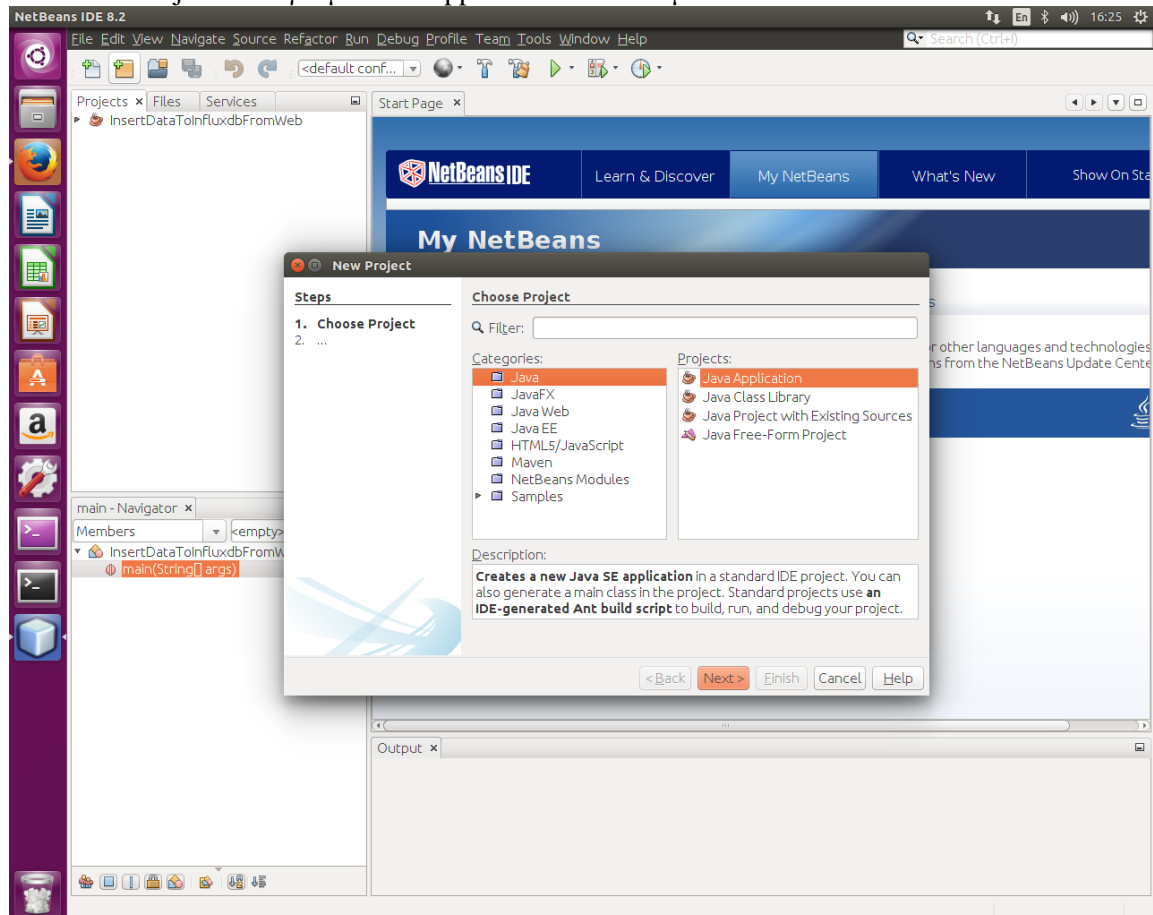 NetBeans IDE 8.2
En
16:25
File Edit View Navigate Source Refactor Run Debug Profile Team Tools Window Help
Search (Ctrl+I)
<default conf...
Projects Files Services
Start Page
InsertDataToInfluxdbFromWeb
NetBeans IDE
Learn & Discover
My NetBeans
What's New
Show On Sta
My NetBeans
New Project
Steps
Choose Project
1. Choose Project
2. ...
Filter:
Categories:
Projects:
Java
JavaFX
Java Web
Java EE
HTML5/JavaScript
Maven
NetBeans Modules
Samples
Java Application
Java Class Library
Java Project with Existing Sources
Java Free-Form Project
r other languages and technologies
ns from the NetBeans Update Cente
Description:
Creates a new Java SE application in a standard IDE project. You can
also generate a main class in the project. Standard projects use an
IDE-generated Ant build script to build, run, and debug your project.
< Back
Next >
Finish
Cancel
Help
main - Navigator
Members
<empty>
InsertDataToInfluxdbFromW
main(String[] args)
Output